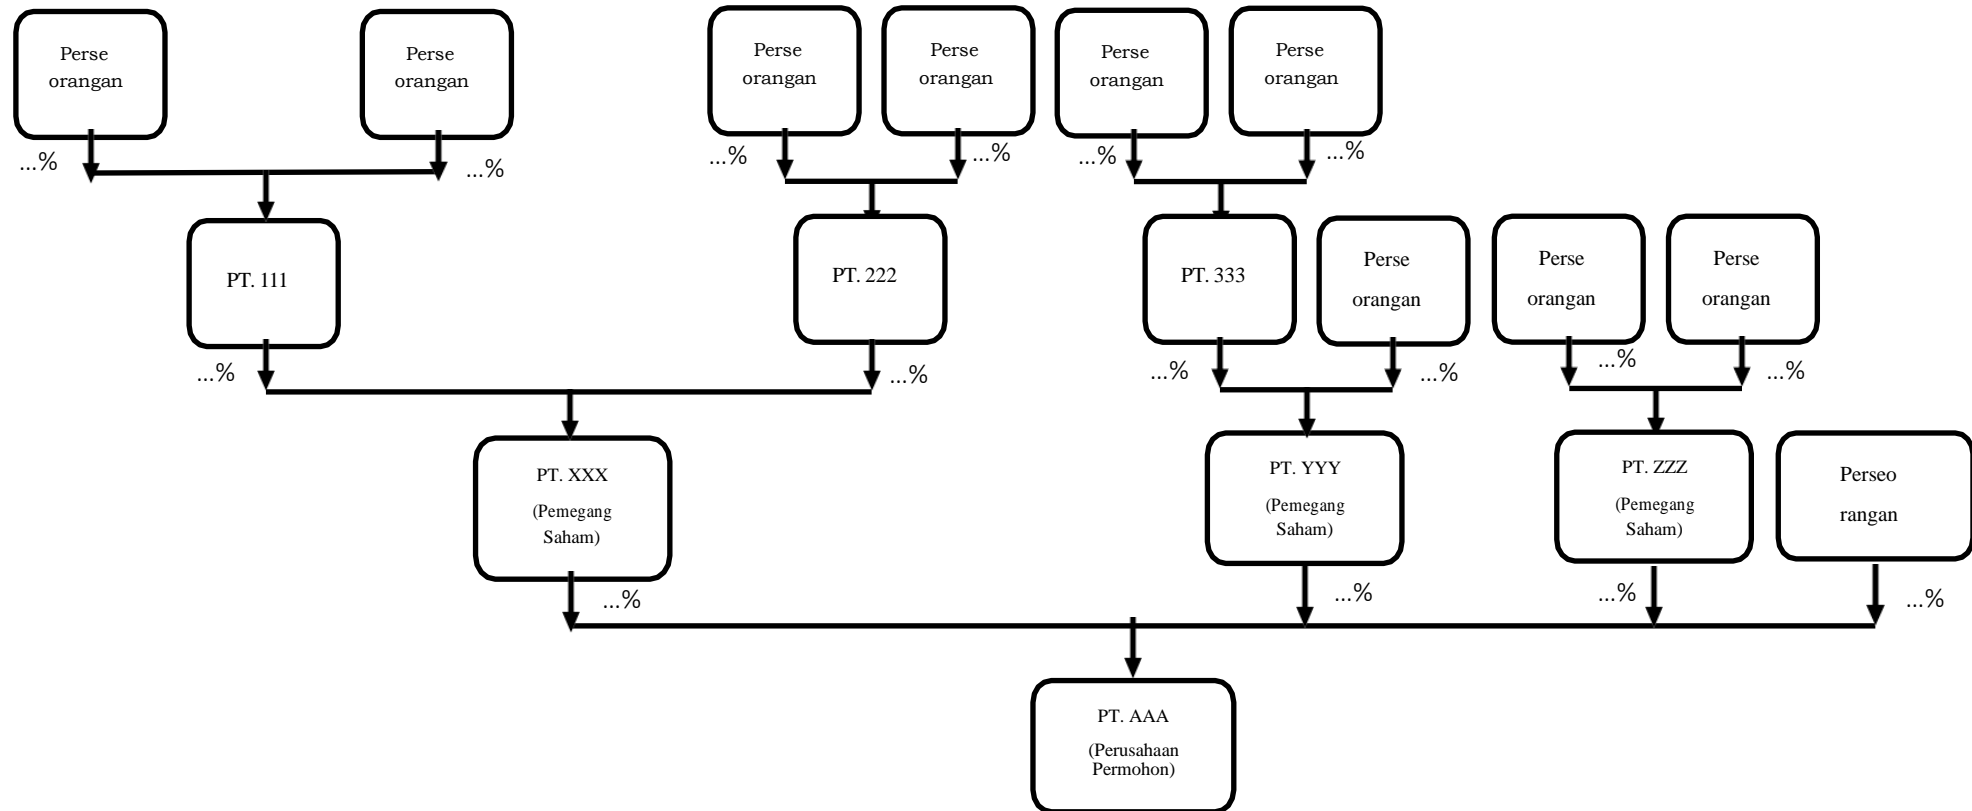 Perse
orangan
Perse
orangan
Perse
orangan
Perse
orangan
Perse
orangan
Perse
orangan
...%
...%
...%
...%
...%
...%
PT. 111
PT. 222
PT. 333
Perse
orangan
Perse
orangan
Perse
orangan
...%
...%
...%
...%
...%
...%
PT. XXX
(Pemegang
Saham)
PT. YYY
(Pemegang
Saham)
PT. ZZZ
(Pemegang
Saham)
Perseo
rangan
...%
...%
...%
...%
PT. AAA
(Perusahaan
Permohon)